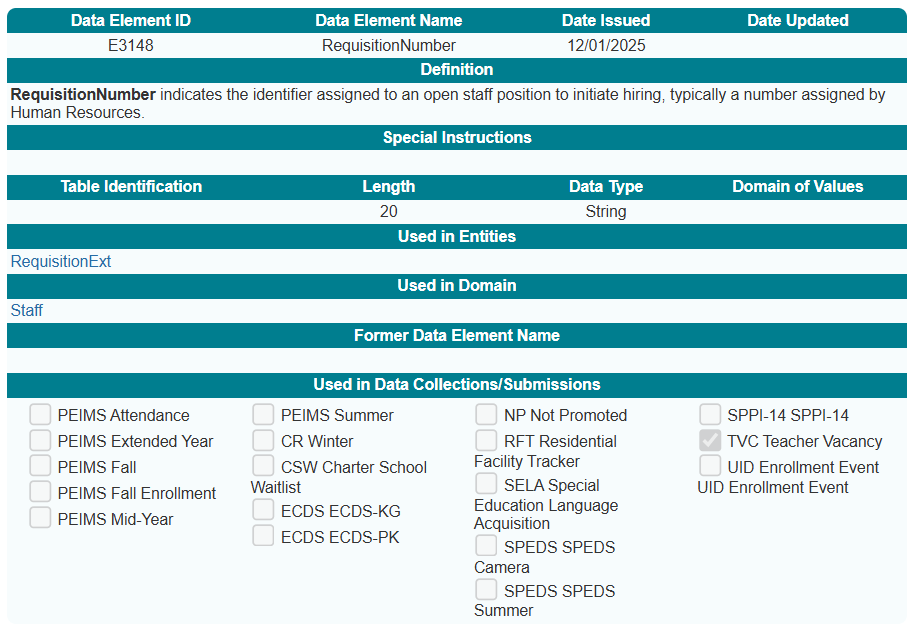 Data Element ID Data Element Name Date Issued Date Updated
E3148 RequisitionNumber 12/01/2025
Definition
RequisitionNumber indicates the identifier assigned to an open staff position to initiate hiring, typically a number assigned by
Human Resources.
Special Instructions
Table Identification Length Data Type Domain of Values
20 String
Used in Entities
RequisitionExt
Used in Domain
Staff
Former Data Element Name
Used in Data Collections/Submissions
PEIMS Attendance
PEIMS Extended Year
PEIMS Fall
PEIMS Fall Enrollment
PEIMS Mid-Year
PEIMS Summer
CR Winter
CSW Charter School
Waitlist
ECDS ECDS-KG
ECDS ECDS-PK
NP Not Promoted
RFT Residential
Facility Tracker
SELA Special
Education Language
Acquisition
SPEDS SPEDS
Camera
SPEDS SPEDS
Summer
SPPI-14 SPPI-14
TVC Teacher Vacancy
UID Enrollment Event
UID Enrollment Event